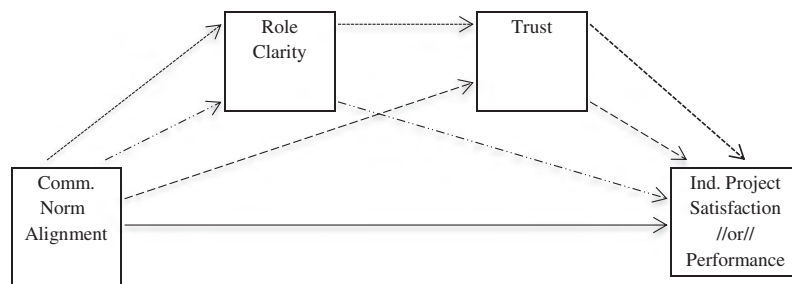 Role
Clarity
Trust
Comm.
Norm
Alignment
Ind. Project
Satisfaction
//or//
Performance